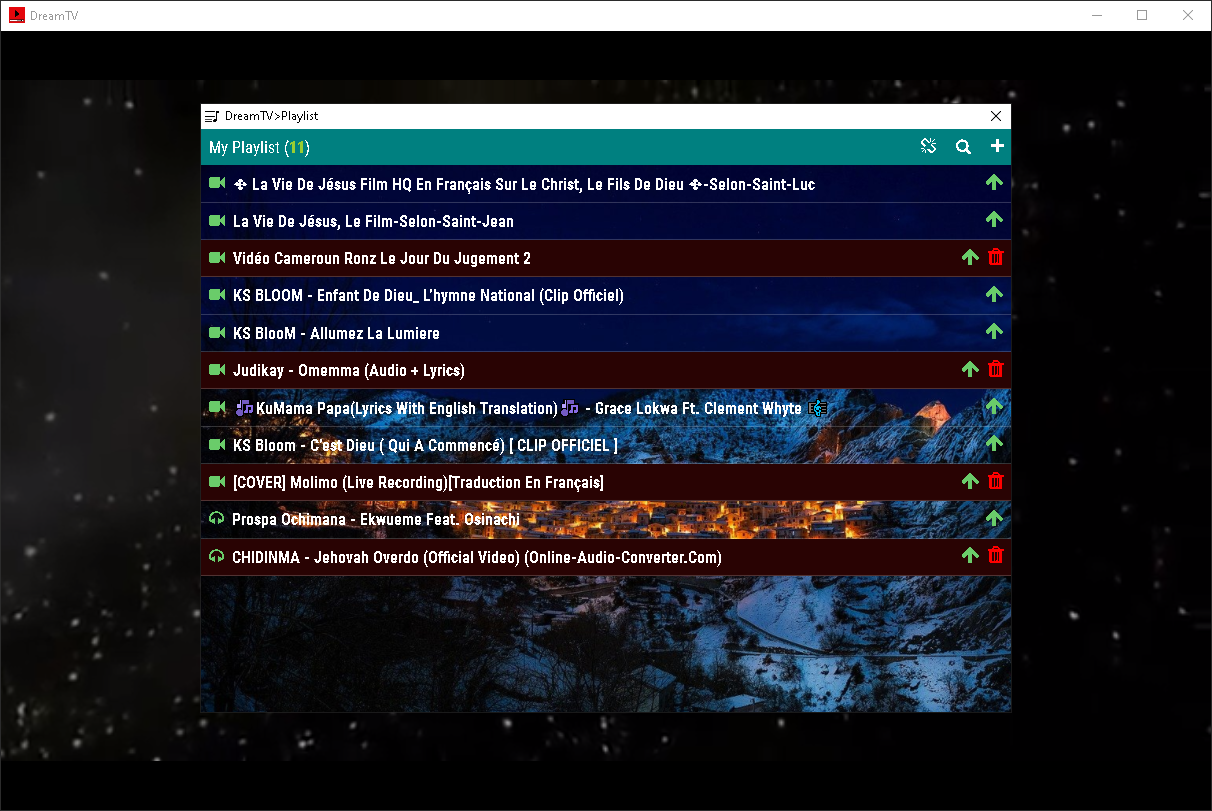 DreamTV
DreamTV>Playlist
My Playlist (11)
✤ La Vie De Jésus Film HQ En Français Sur Le Christ, Le Fils De Dieu ✤-Selon-Saint-Luc
La Vie De Jésus, Le Film-Selon-Saint-Jean
Vidéo Cameroun Ronz Le Jour Du Jugement 2
KS BLOOM - Enfant De Dieu_ L'hymne National (Clip Officiel)
KS BlooM - Allumez La Lumiere
Judikay - Omemma (Audio + Lyrics)
🎶KuMama Papa(Lyrics With English Translation)🎶 - Grace Lokwa Ft. Clement Whyte 🎼
KS Bloom - C'est Dieu ( Qui A Commencé) [ CLIP OFFICIEL ]
[COVER] Molimo (Live Recording)[Traduction En Français]
Prospa Ochimana - Ekwueme Feat. Osinachi
CHIDINMA - Jehovah Overdo (Official Video) (Online-Audio-Converter.Com)